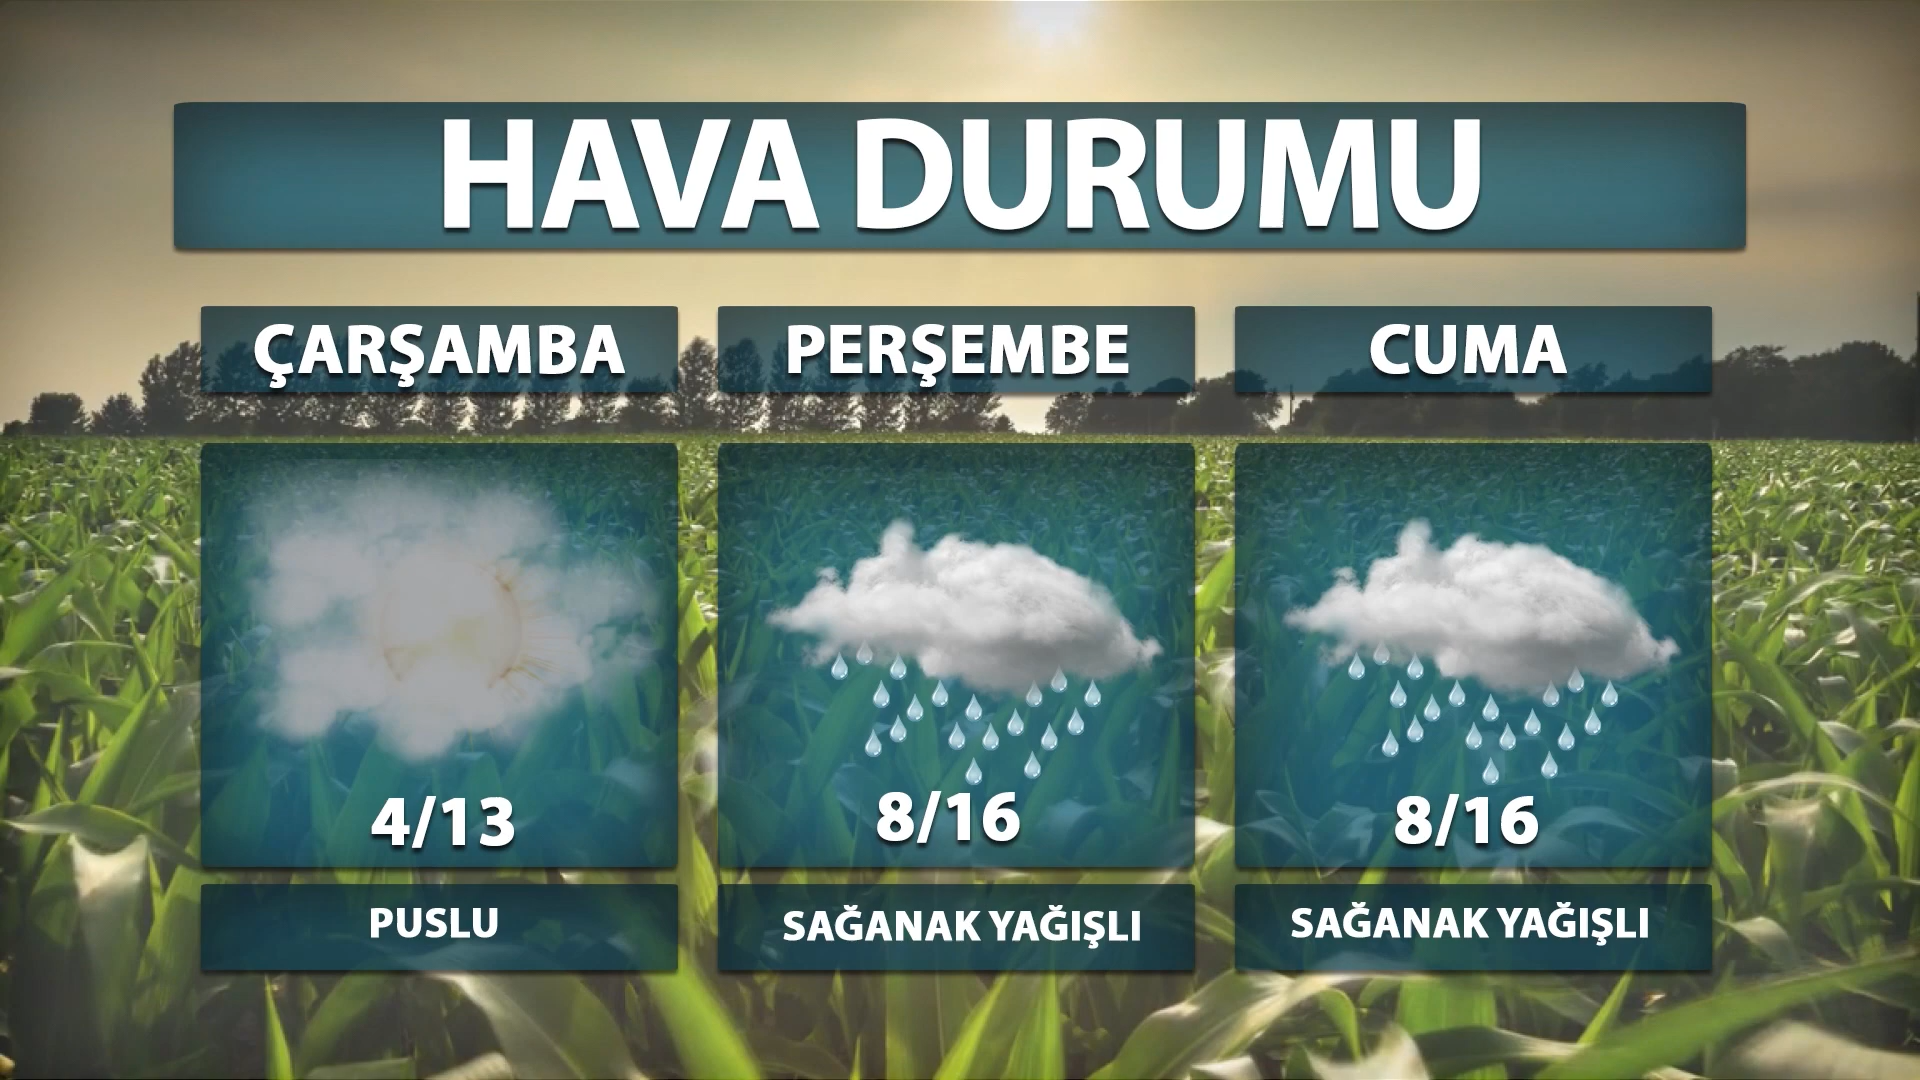 HAVA DURUMU
ÇARŞAMBA
PERŞEMBE
CUMA
4/13
8/16
8/16
PUSLU
SAĞANAK YAĞIŞLI
SAĞANAK YAĞIŞLI